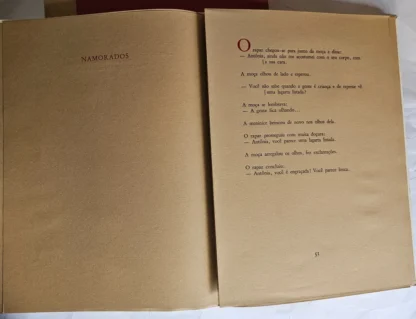 NAMORADOS
O rapaz chegou-se para junto da moça e disse:
— Antônia, ainda não me acostumei com o seu corpo, com
[a sua cara.
A moça olhou de lado e esperou.
— Você não sabe quando a gente é criança e de repente vê
[uma lagarta listada?
A moça se lembrava:
— A gente fica olhando...
A meninice brincou de novo nos olhos dela.
O rapaz prosseguiu com muita doçura:
— Antônia, você parece uma lagarta listada.
A moça arregalou os olhos, fez exclamações.
O rapaz concluiu:
— Antônia, você é engraçada! Você parece louca.
31